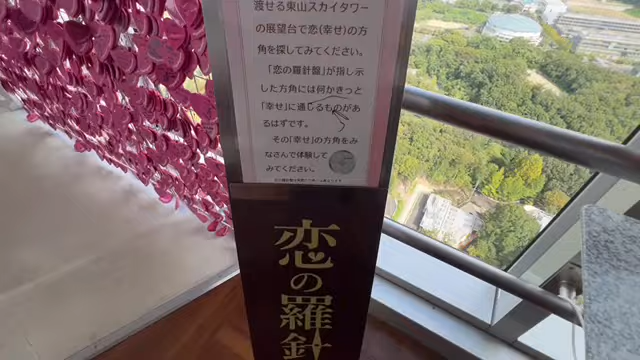 渡せる東山スカイタワー
の展望台で恋(幸せ)の方
角を探してみてください。
「恋の羅針盤」が指し示
した方角には何かきっと
「幸せ」に通じるものがあ
るはずです。
その「幸せ」の方角をみ
なさんで体験して
みてください。
恋の羅針